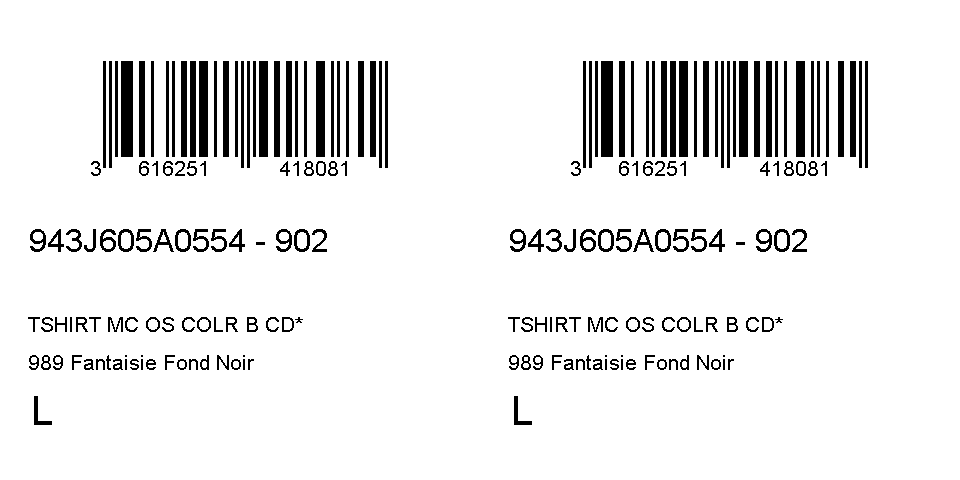 3 616251 418081
943J605A0554 - 902
TSHIRT MC OS COLR B CD*
989 Fantaisie Fond Noir
L
3 616251 418081
943J605A0554 - 902
TSHIRT MC OS COLR B CD*
989 Fantaisie Fond Noir
L